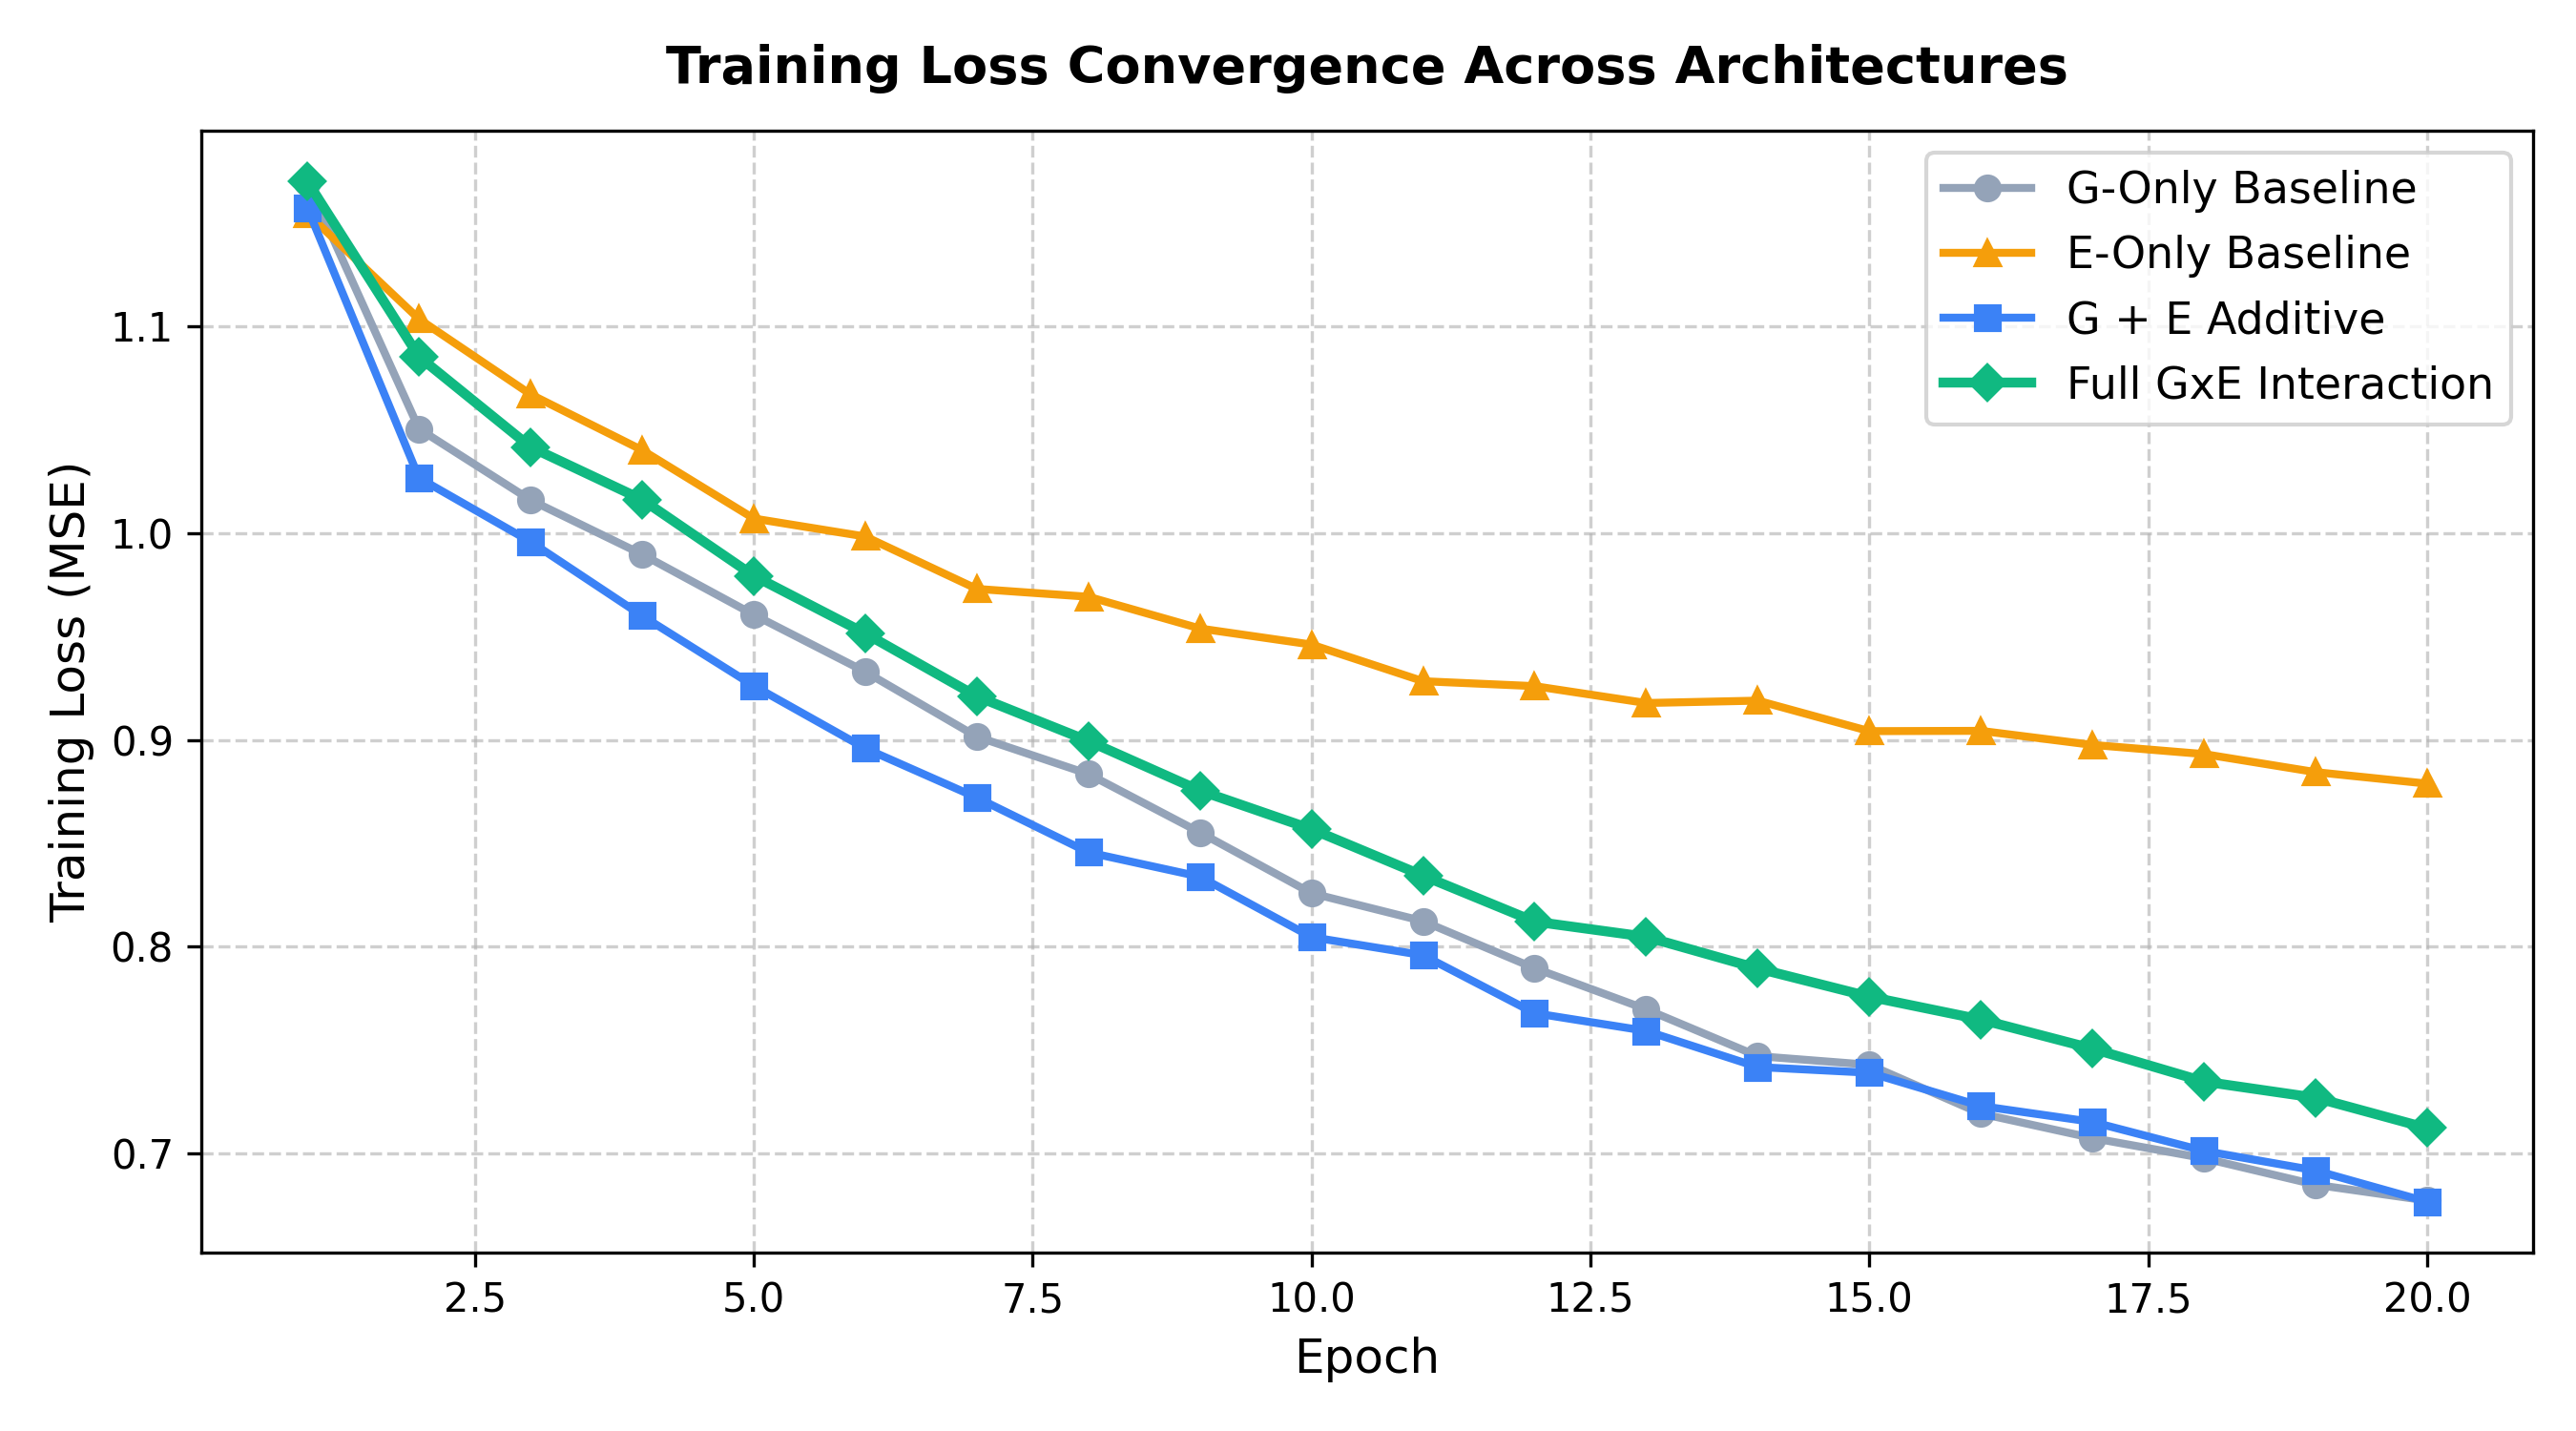 Training Loss Convergence Across Architectures
G-Only Baseline
E-Only Baseline
G + E Additive
Full GxE Interaction
Training Loss (MSE)
1.1
1.0
0.9
0.8
0.7
2.5 5.0 7.5 10.0 12.5 15.0 17.5 20.0
Epoch